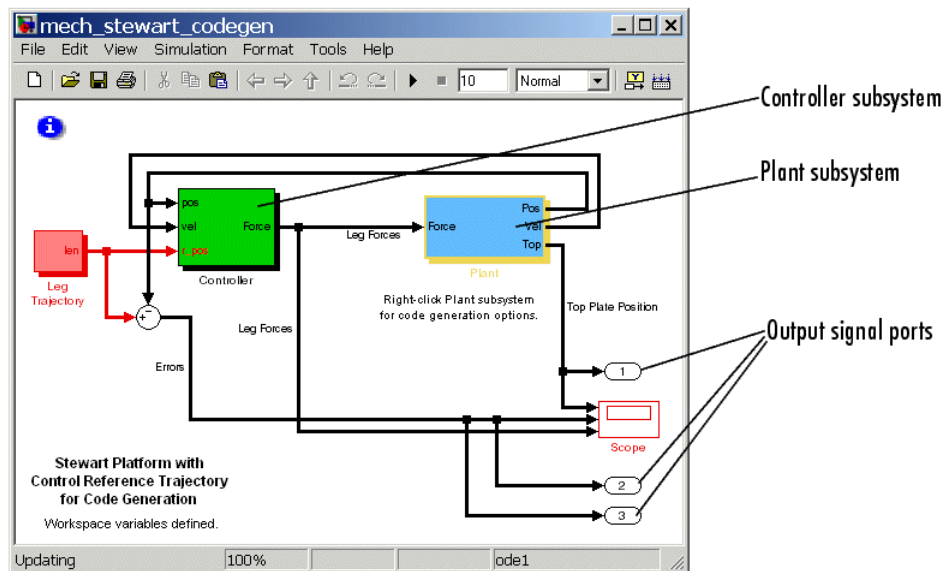 mech_stewart_codegen
File Edit View Simulation Format Tools Help
10 Normal
Controller subsystem
Plant subsystem
Output signal ports
pos
vel
r_pos
Force
Controller
len
Leg
Trajectory
Leg Forces
Force
Pos
Vel
Top
Plant
Right-click Plant subsystem
for code generation options.
Top Plate Position
Leg Forces
Errors
1
Scope
2
3
Stewart Platform with
Control Reference Trajectory
for Code Generation
Workspace variables defined.
Updating 100% ode1